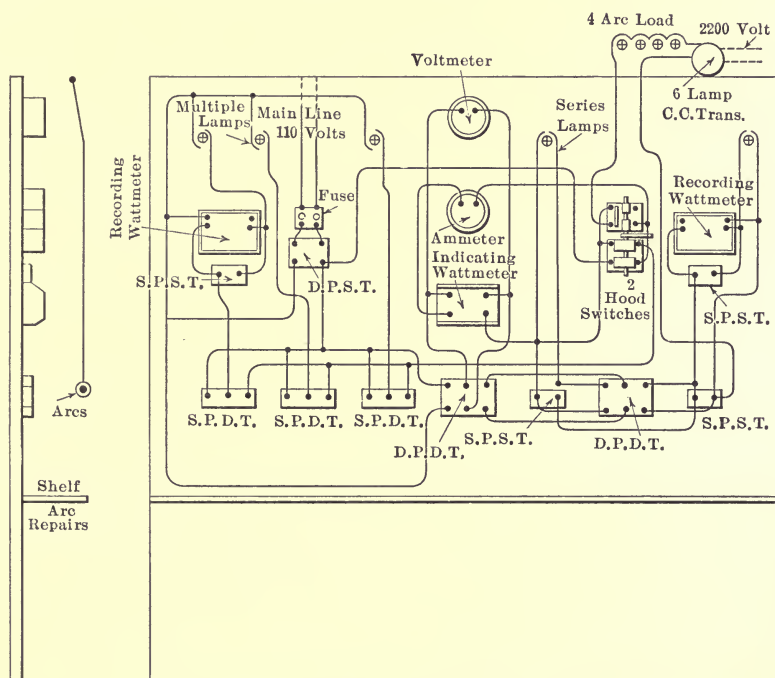 4 Arc Load
2200 Volt
Voltmeter
6 Lamp
C.C.Trans.
Multiple
Lamps
Main Line
110 Volts
Series
Lamps
Recording
Wattmeter
Fuse
Recording
Wattmeter
Ammeter
Indicating
Wattmeter
S.P.S.T.
D.P.S.T.
2
Hood
Switches
S.P.S.T.
Arcs
S.P.D.T.
S.P.D.T.
S.P.D.T.
D.P.D.T.
S.P.S.T.
D.P.D.T.
S.P.S.T.
Shelf
Arc
Repairs